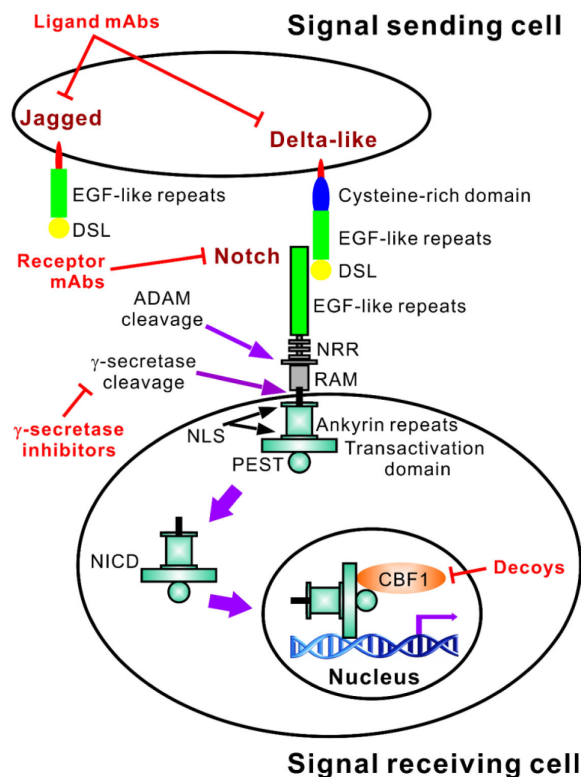 Ligand mAbs
Signal sending cell
Jagged
Delta-like
EGF-like repeats
Cysteine-rich domain
DSL
EGF-like repeats
Receptor
mAbs
Notch
DSL
EGF-like repeats
ADAM
cleavage
NRR
γ-secretase
cleavage
RAM
γ-secretase
inhibitors
NLS
Ankyrin repeats
Transactivation
domain
PEST
NICD
CBF1
Decoys
Nucleus
Signal receiving cell